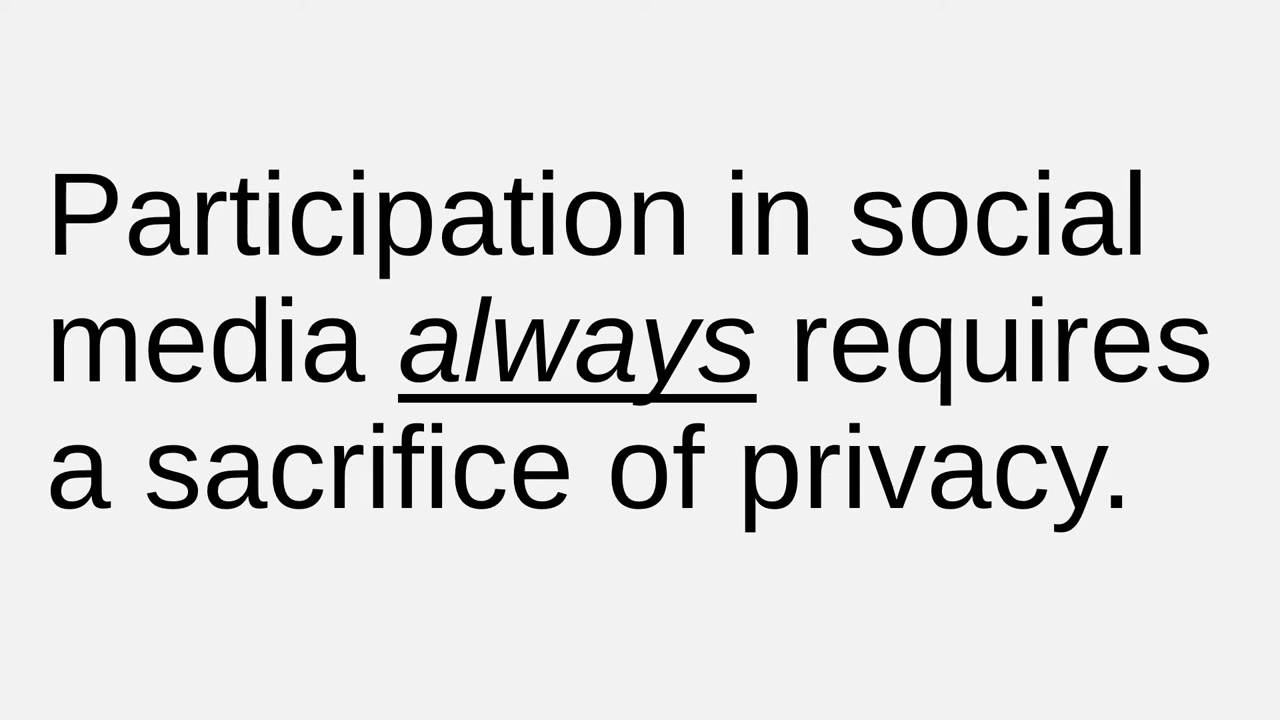 Participation in social
media always requires
a sacrifice of privacy.